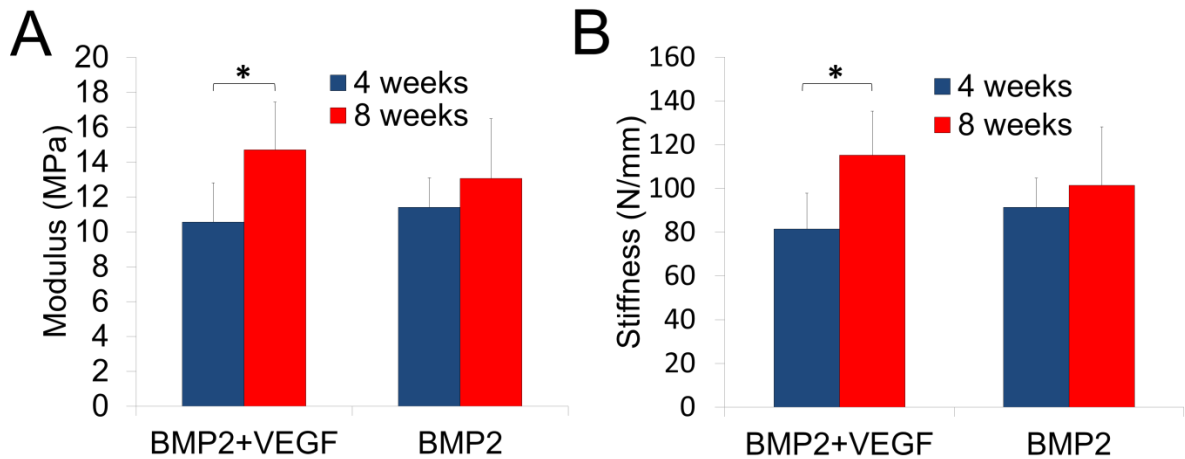 A
Modulus (MPa)
20
18
16
14
12
10
8
6
4
2
0
*
4 weeks
8 weeks
BMP2+VEGF
BMP2
B
Stiffness (N/mm)
160
140
120
100
80
60
40
20
0
*
4 weeks
8 weeks
BMP2+VEGF
BMP2